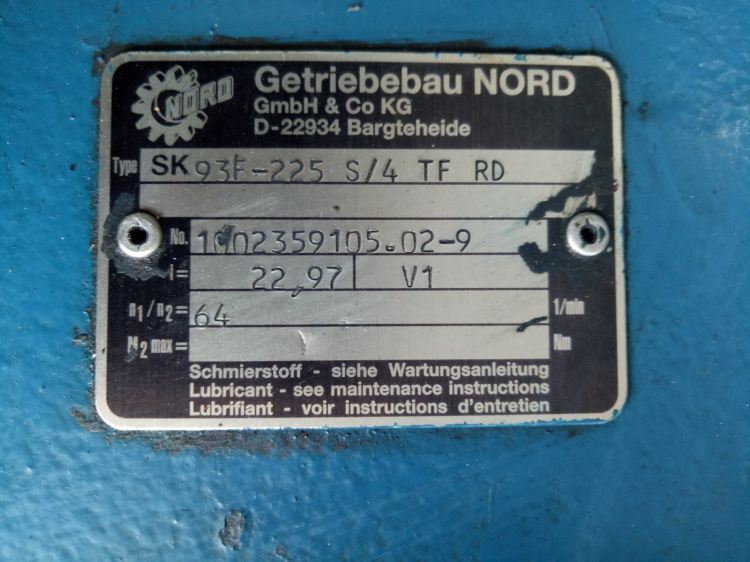 NORD
Getriebebau NORD
GmbH & Co KG
D-22934 Bargteheide
Type SK 93F-225 S/4 TF RD
No. 1002359105.02-9
i= 22,97 V1
n1/n2= 64 1/min
M2 max= Nm
Schmierstoff - siehe Wartungsanleitung
Lubricant - see maintenance instructions
Lubrifiant - voir instructions d'entretien